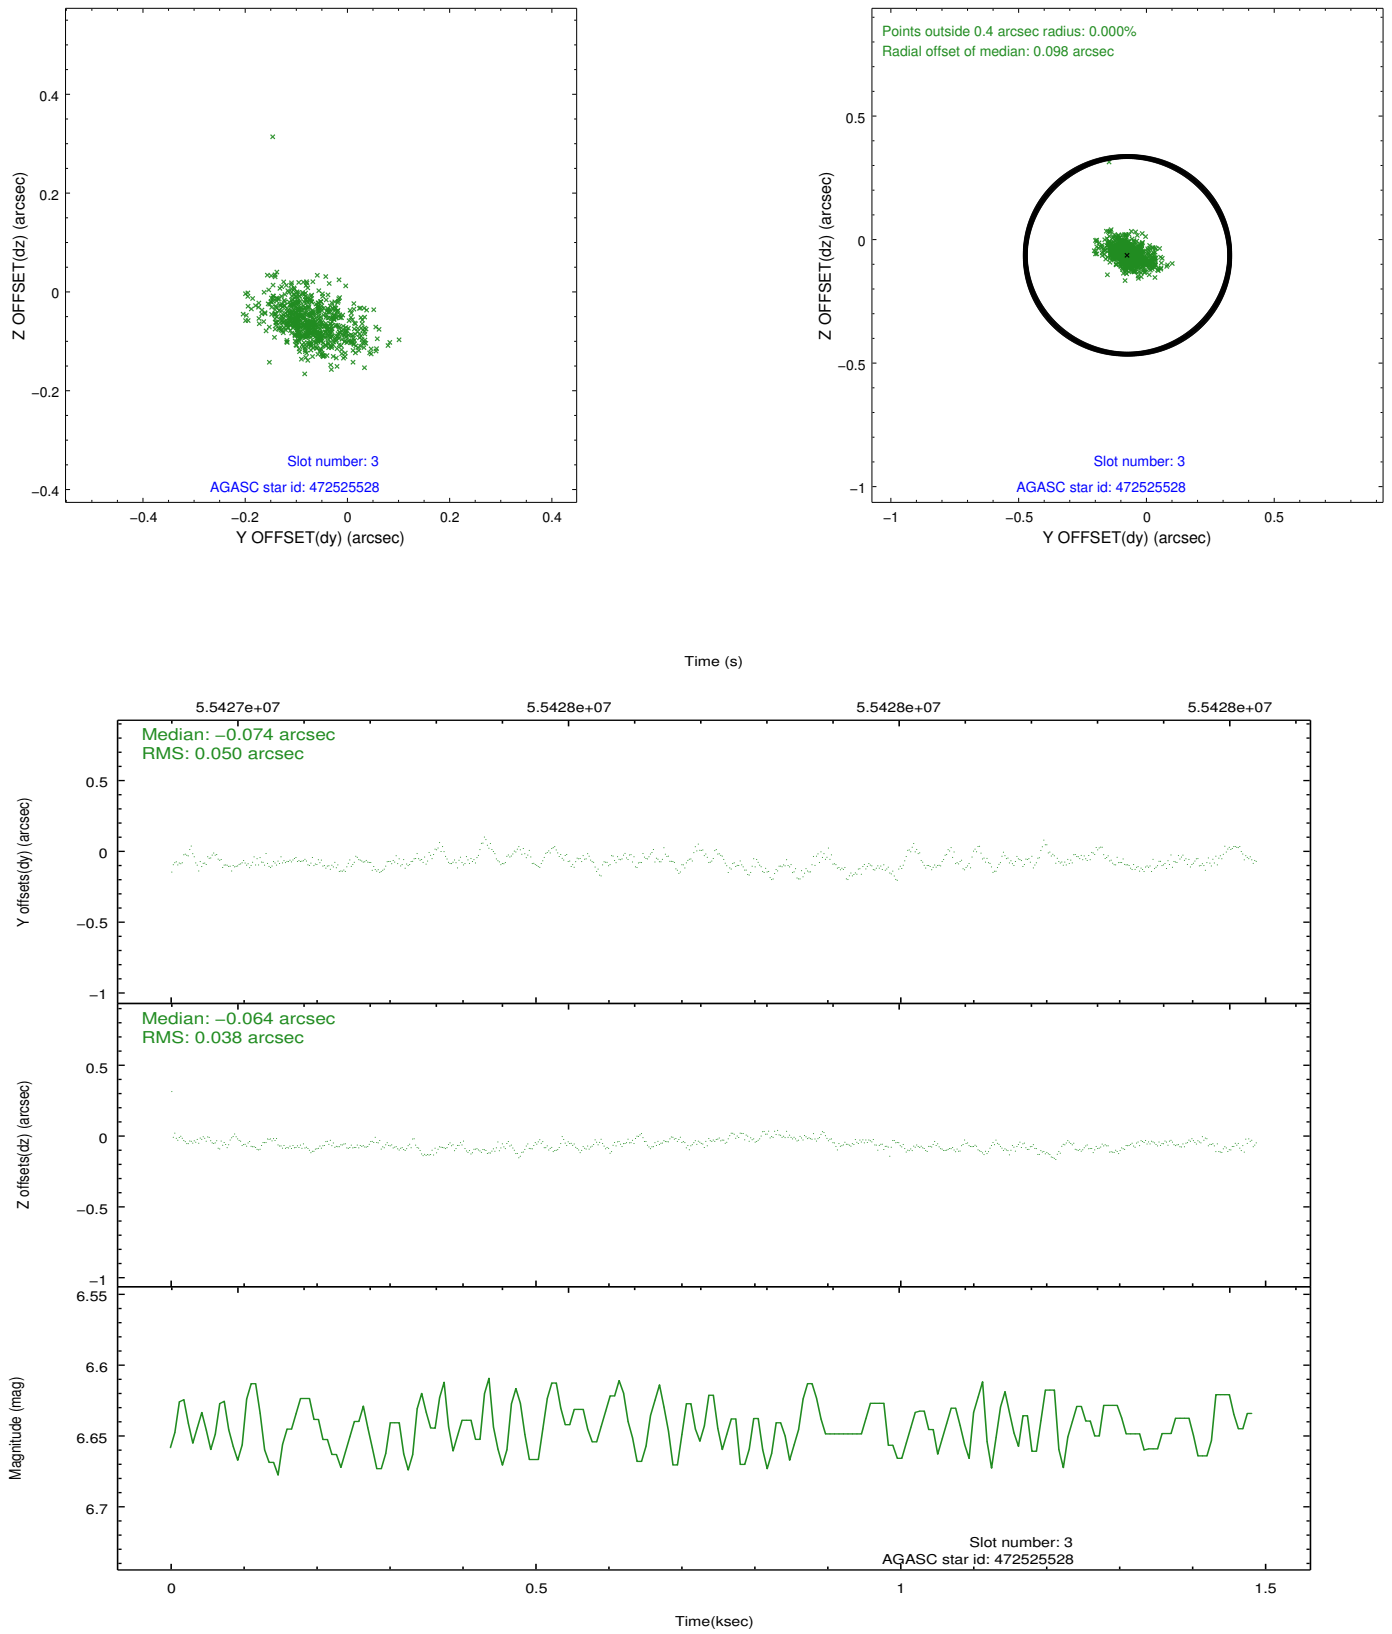 0.4
0.2
0
−0.2
−0.4
Z OFFSET(dz) (arcsec)
Slot number: 3
AGASC star id: 472525528
−0.4
−0.2
0
0.2
0.4
Y OFFSET(dy) (arcsec)
Points outside 0.4 arcsec radius: 0.000%
Radial offset of median: 0.098 arcsec
0.5
0
−0.5
−1
Z OFFSET(dz) (arcsec)
Slot number: 3
AGASC star id: 472525528
−1
−0.5
0
0.5
Y OFFSET(dy) (arcsec)
Time (s)
5.5427e+07
5.5428e+07
5.5428e+07
5.5428e+07
Median: −0.074 arcsec
RMS: 0.050 arcsec
0.5
0
−0.5
−1
Y offsets(dy) (arcsec)
Median: −0.064 arcsec
RMS: 0.038 arcsec
0.5
0
−0.5
−1
Z offsets(dz) (arcsec)
6.55
6.6
6.65
6.7
Magnitude (mag)
Slot number: 3
AGASC star id: 472525528
0
0.5
1
1.5
Time(ksec)